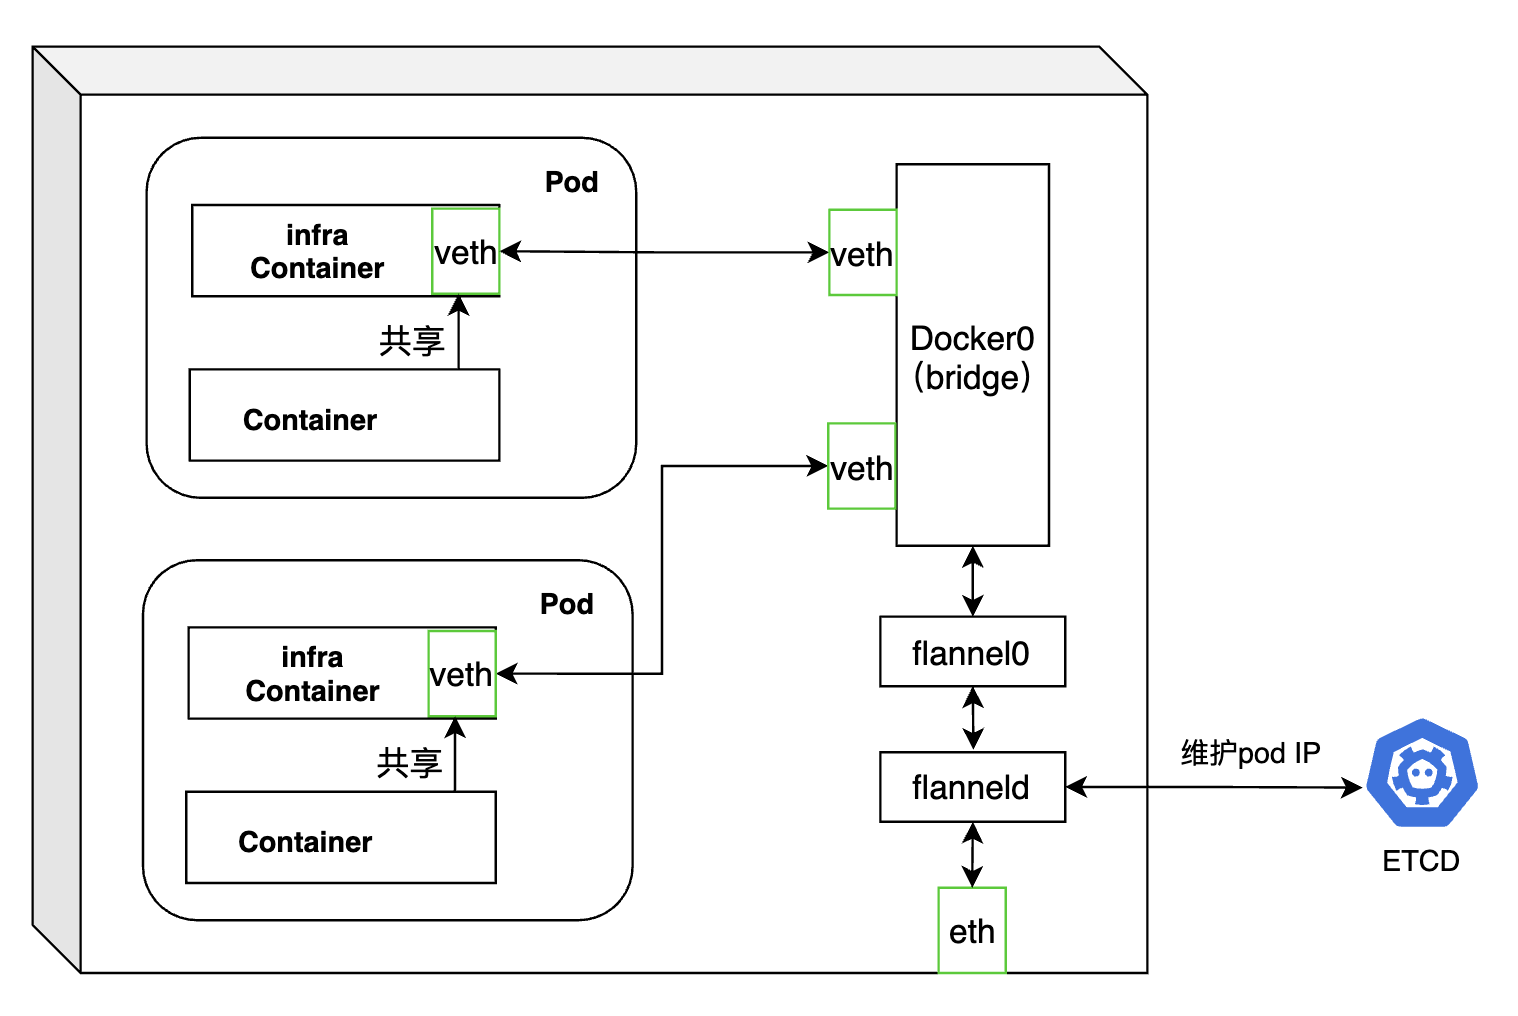 Pod
infra
Container
veth
共享
Container
veth
Docker0
（bridge）
veth
Pod
infra
Container
veth
共享
Container
flannel0
flanneld
维护pod IP
ETCD
eth